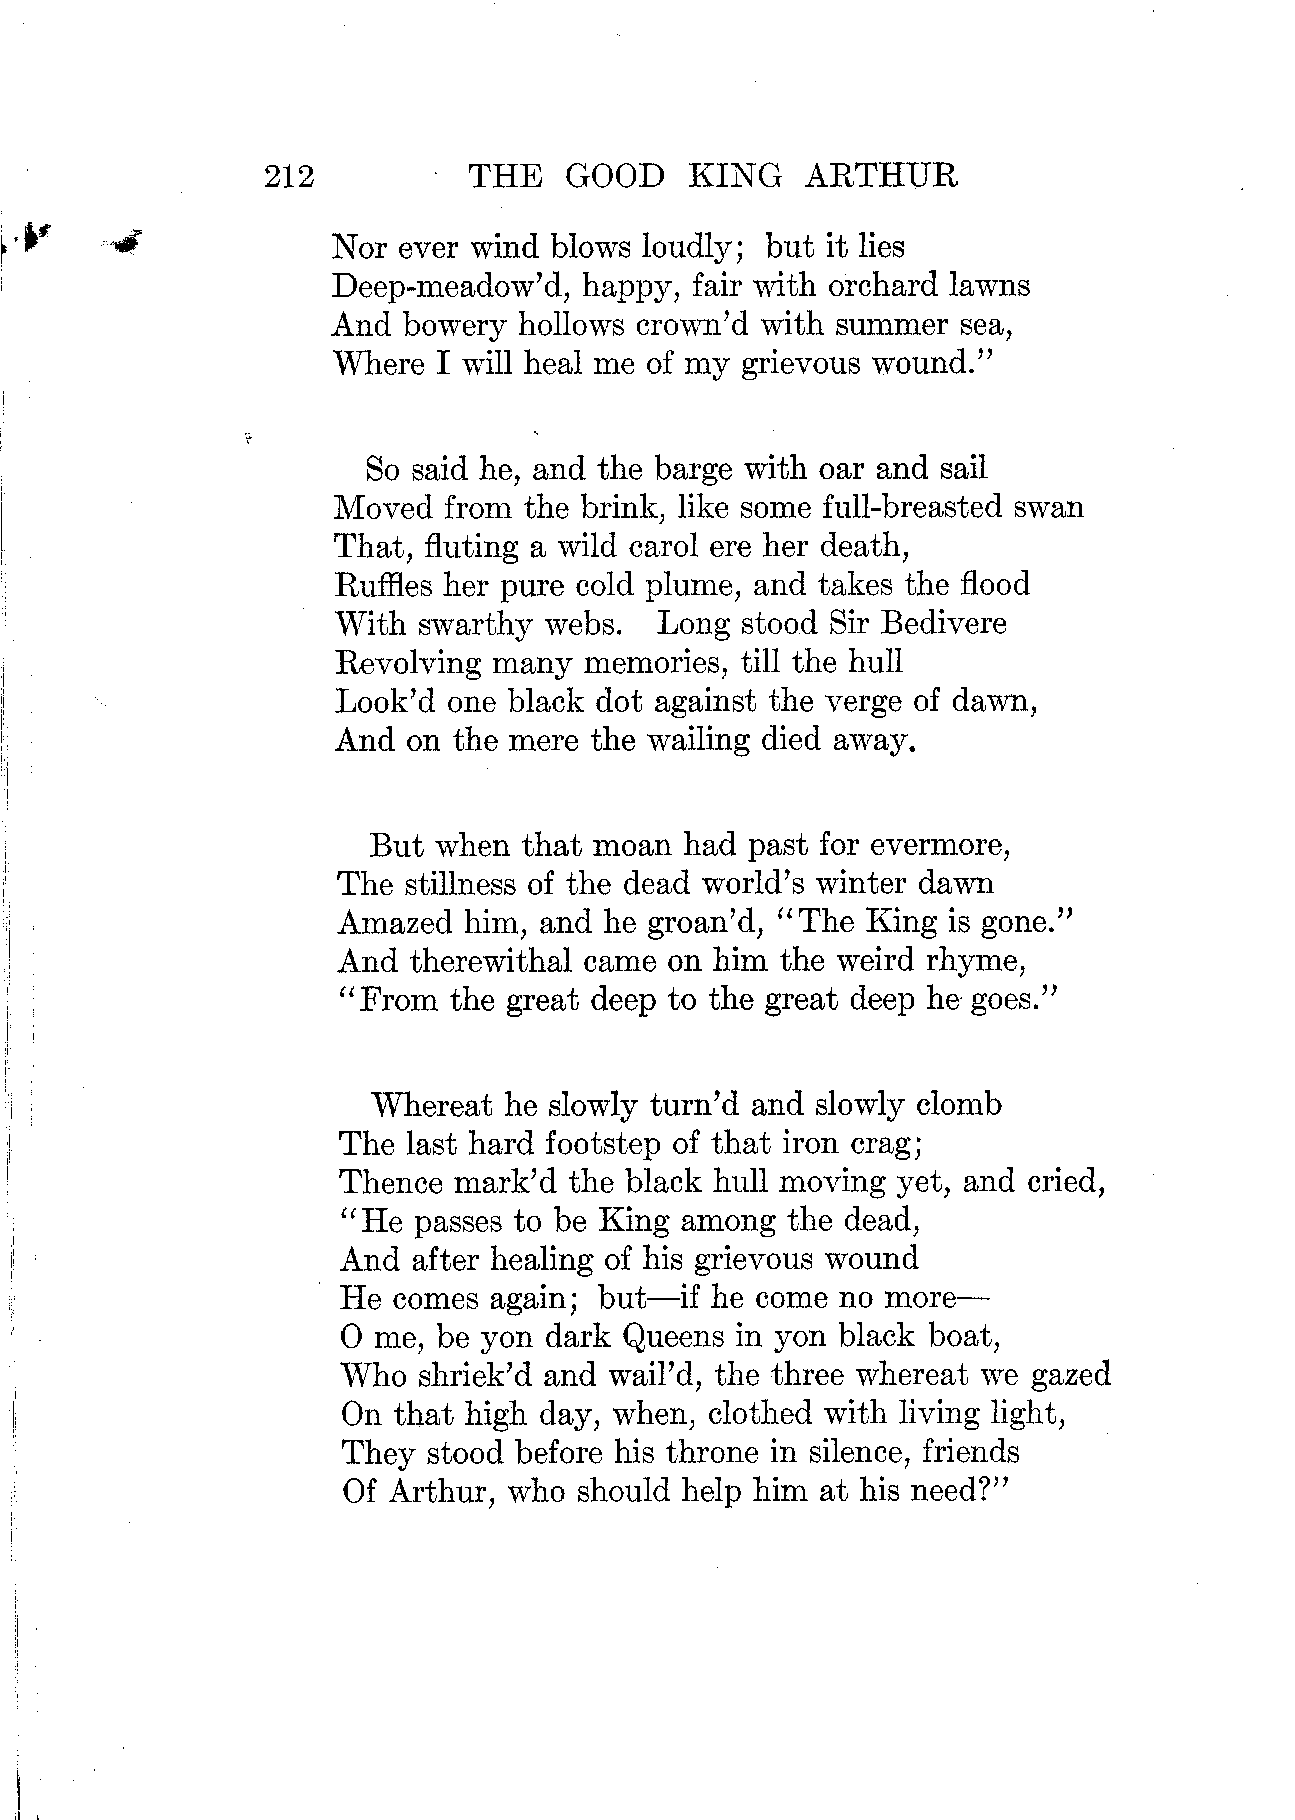 212 THE GOOD KING ARTHUR
Nor ever wind blows loudly; but it lies
Deep-meadow'd, happy, fair with orchard lawns
And bowery hollows crown'd with summer sea,
Where I will heal me of my grievous wound."
So said he, and the barge with oar and sail
Moved from the brink, like some full-breasted swan
That, fluting a wild carol ere her death,
Ruffles her pure cold plume, and takes the flood
With swarthy webs. Long stood Sir Bedivere
Revolving many memories, till the hull
Look'd one black dot against the verge of dawn,
And on the mere the wailing died away.
But when that moan had past for evermore,
The stillness of the dead world's winter dawn
Amazed him, and he groan'd, "The King is gone."
And therewithal came on him the weird rhyme,
"From the great deep to the great deep he goes."
Whereat he slowly turn'd and slowly clomb
The last hard footstep of that iron crag;
Thence mark'd the black hull moving yet, and cried,
"He passes to be King among the dead,
And after healing of his grievous wound
He comes again; but—if he come no more—
O me, be yon dark Queens in yon black boat,
Who shriek'd and wail'd, the three whereat we gazed
On that high day, when, clothed with living light,
They stood before his throne in silence, friends
Of Arthur, who should help him at his need?"